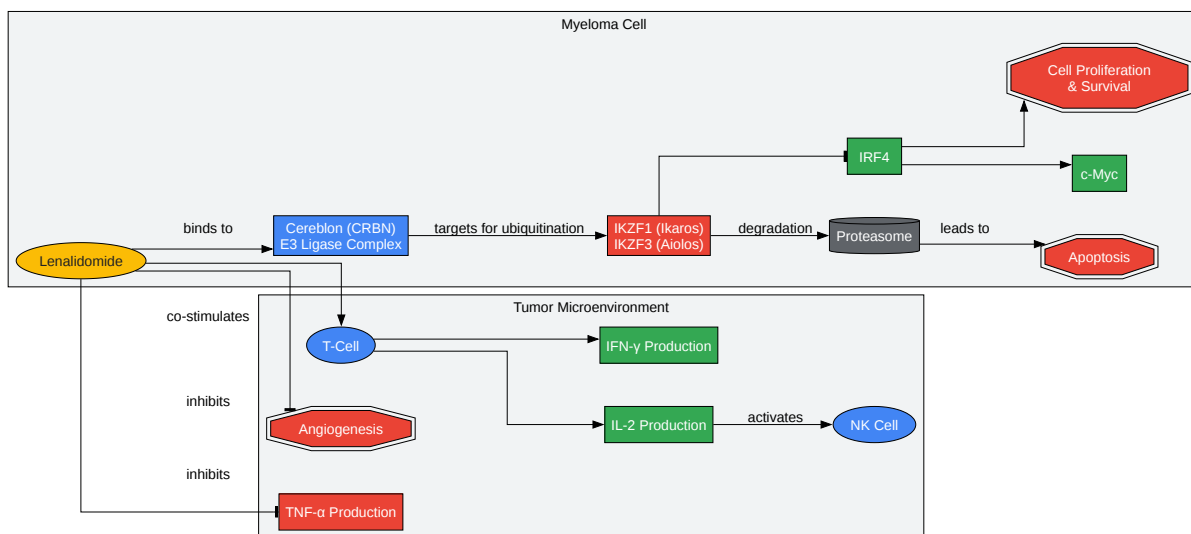 Myeloma Cell
Cell Proliferation
& Survival
IRF4
c-Myc
binds to
Cereblon (CRBN)
E3 Ligase Complex
targets for ubiquitination
IKZF1 (Ikaros)
IKZF3 (Aiolos)
degradation
Proteasome
leads to
Apoptosis
Lenalidomide
Tumor Microenvironment
co-stimulates
T-Cell
IFN-γ Production
inhibits
Angiogenesis
IL-2 Production
activates
NK Cell
inhibits
TNF-α Production